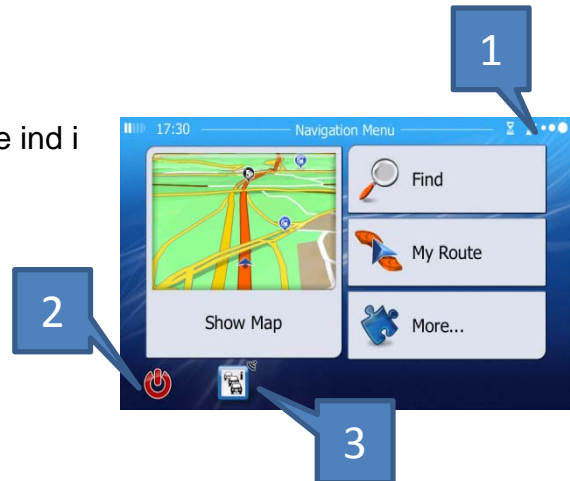 1
e ind i
17:30 Navigation Menu
Find
My Route
2
Show Map
More...
3